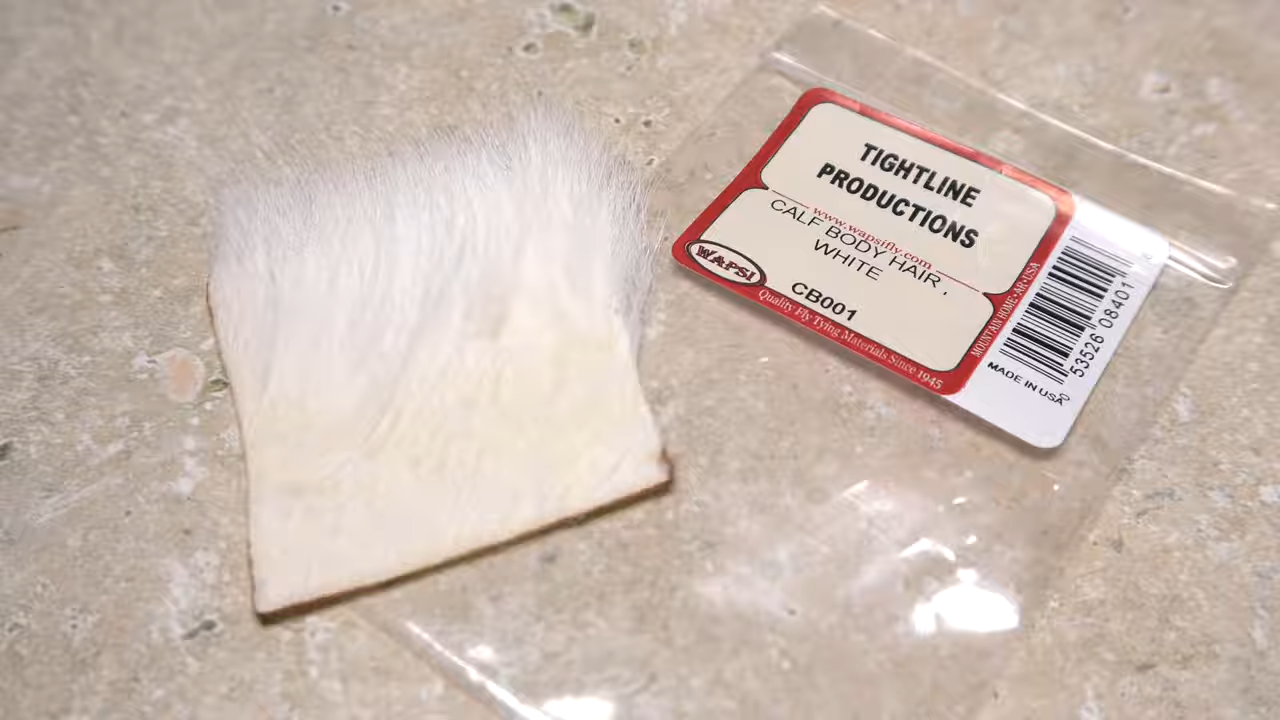 TIGHTLINE
PRODUCTIONS
www.wapsifly.com
CALF BODY HAIR,
WHITE
CB001
WAPSI
Quality Fly Tying Materials Since 1945
MOUNTAIN HOME • AR • USA
53526 08401
MADE IN USA